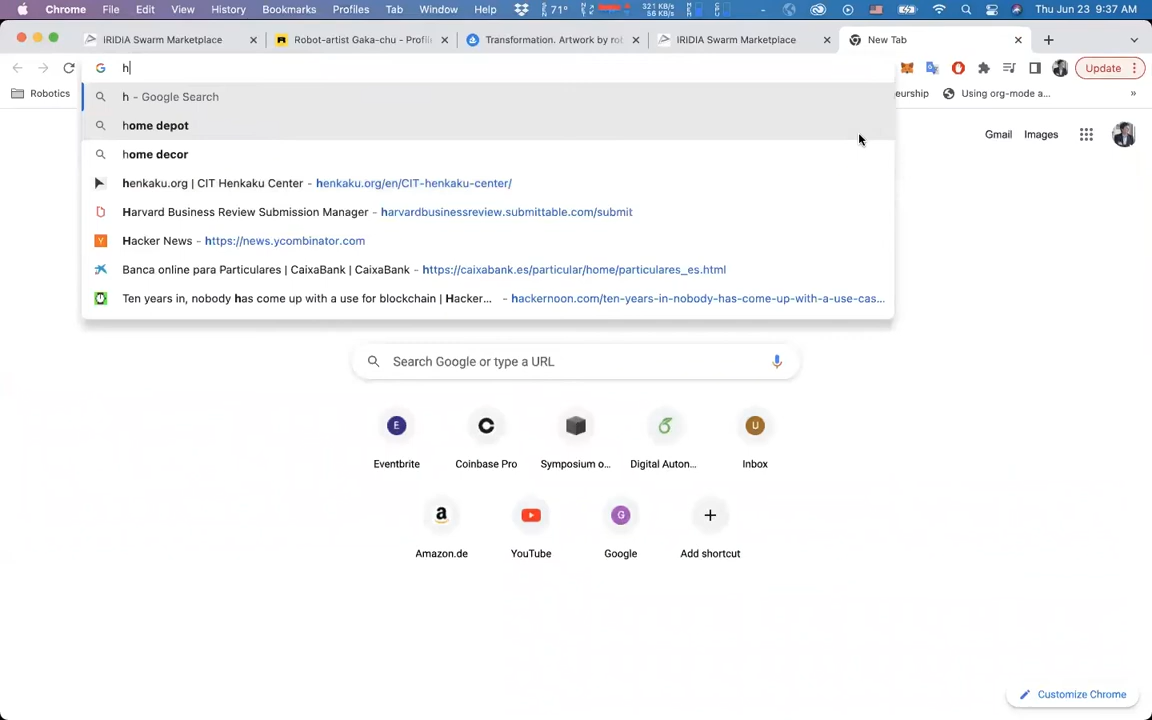 Chrome File Edit View History Bookmarks Profiles Tab Window Help 71° 321 KB/s 56 KB/s Thu Jun 23 9:37 AM
IRIDIA Swarm Marketplace Robot-artist Gaka-chu - Profile Transformation. Artwork by rob IRIDIA Swarm Marketplace New Tab
h Update
Robotics eurship Using org-mode a... »
h - Google Search
home depot
home decor
henkaku.org | CIT Henkaku Center - henkaku.org/en/CIT-henkaku-center/
Harvard Business Review Submission Manager - harvardbusinessreview.submittable.com/submit
Hacker News - https://news.ycombinator.com
Banca online para Particulares | CaixaBank | CaixaBank - https://caixabank.es/particular/home/particulares_es.html
Ten years in, nobody has come up with a use for blockchain | Hacker... - hackernoon.com/ten-years-in-nobody-has-come-up-with-a-use-cas...
Gmail Images
Search Google or type a URL
E U
Eventbrite Coinbase Pro Symposium o... Digital Auton... Inbox
a G
Amazon.de YouTube Google Add shortcut
Customize Chrome